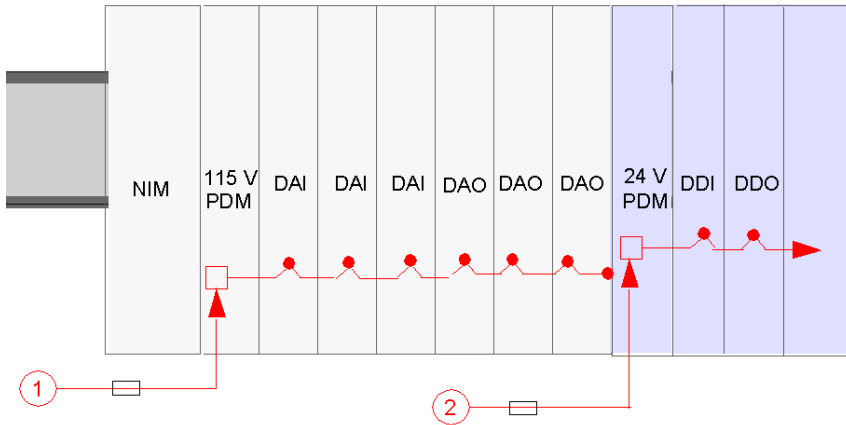 NIM
115 V
PDM
DAI
DAI
DAI
DAO
DAO
DAO
24 V
PDM
DDI
DDO
1
2